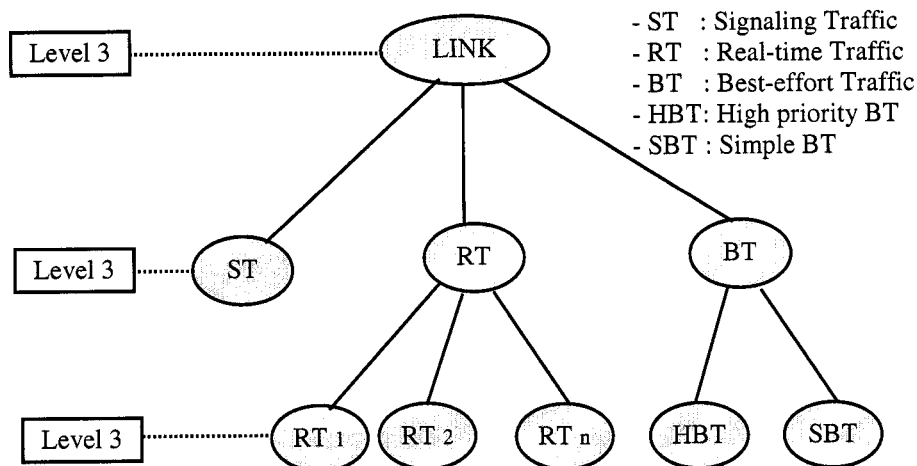 Level 3
LINK
- ST : Signaling Traffic
- RT : Real-time Traffic
- BT : Best-effort Traffic
- HBT: High priority BT
- SBT : Simple BT
Level 3
ST
RT
BT
Level 3
RT 1
RT 2
RT n
HBT
SBT